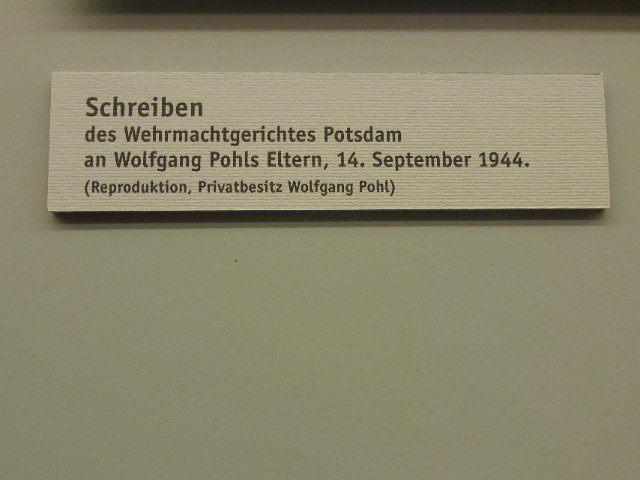 Schreiben
des Wehrmachtgerichtes Potsdam
an Wolfgang Pohls Eltern, 14. September 1944.
(Reproduktion, Privatbesitz Wolfgang Pohl)